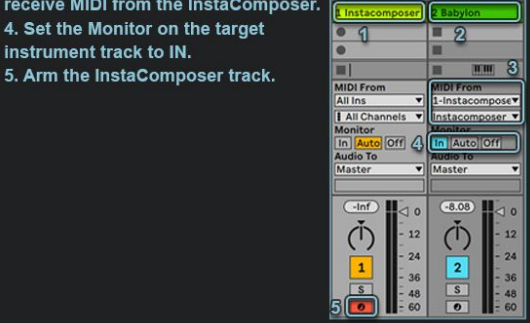 receive MIDI from the InstaComposer.
4. Set the Monitor on the target
instrument track to IN.
5. Arm the InstaComposer track.
1 Instacomposer 2 Babylon
1 2
3
MIDI From MIDI From
All Ins 1-Instacompose
All Channels Instacomposer
Monitor Monitor
In Auto Off 4 In Auto Off
Audio To Audio To
Master Master
-Inf -8.08
0 0
12 12
24 24
1 2
36 36
S S
48 48
5 60 60